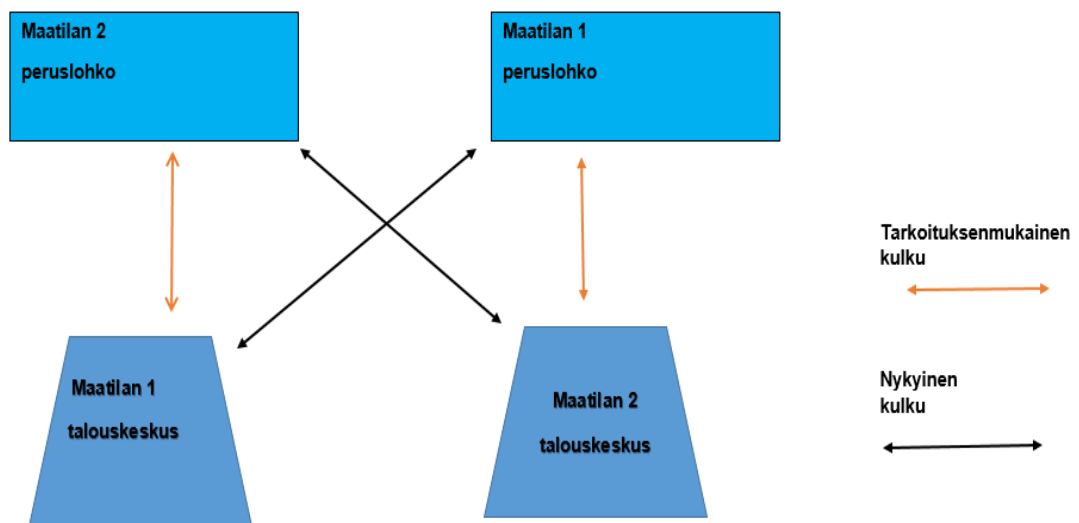 Maatilan 2
peruslohko
Maatilan 1
peruslohko
Tarkoituksenmukainen
kulku
Maatilan 1
talouskeskus
Maatilan 2
talouskeskus
Nykyinen
kulku